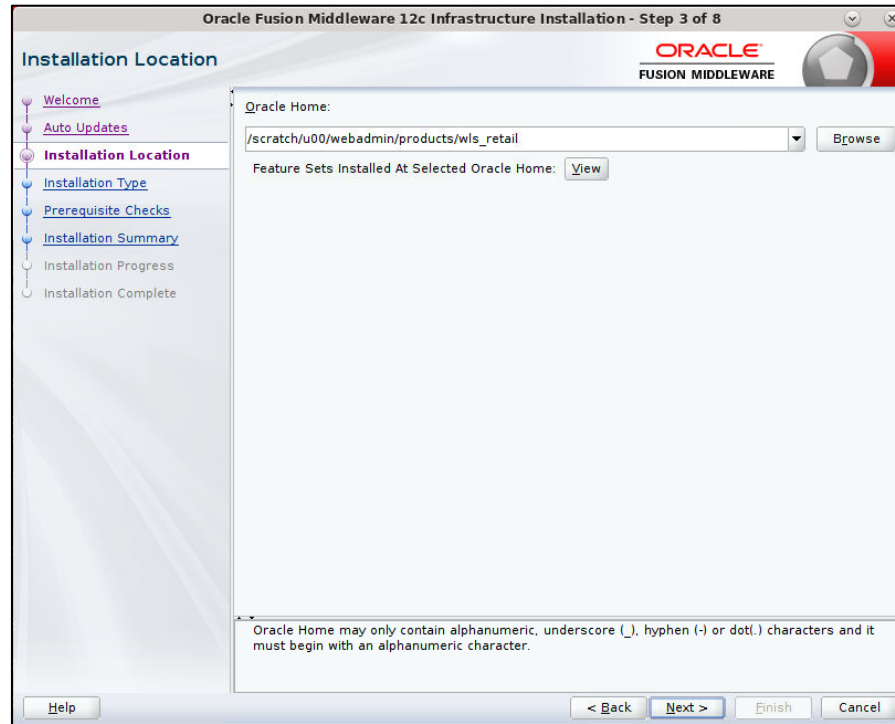 Oracle Fusion Middleware 12c Infrastructure Installation - Step 3 of 8
Installation Location
ORACLE
FUSION MIDDLEWARE
Welcome
Auto Updates
Installation Location
Installation Type
Prerequisite Checks
Installation Summary
Installation Progress
Installation Complete
Oracle Home:
/scratch/u00/webadmin/products/wls_retail
Browse
Feature Sets Installed At Selected Oracle Home: View
Oracle Home may only contain alphanumeric, underscore (_), hyphen (-) or dot(.) characters and it
must begin with an alphanumeric character.
Help
< Back
Next >
Finish
Cancel